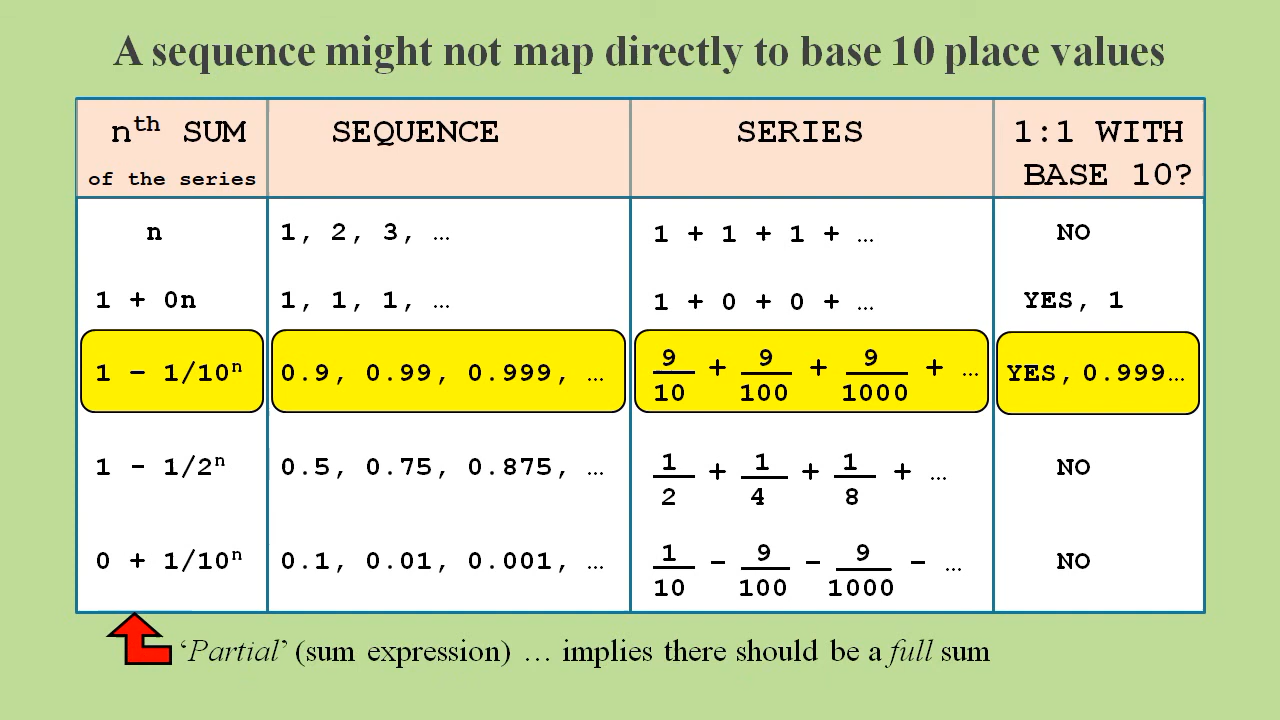 A sequence might not map directly to base 10 place values
nᵗʰ SUM of the series SEQUENCE SERIES 1:1 WITH BASE 10?
n 1, 2, 3, … 1 + 1 + 1 + … NO
1 + 0n 1, 1, 1, … 1 + 0 + 0 + … YES, 1
1 – 1/10ⁿ 0.9, 0.99, 0.999, … 9/10 + 9/100 + 9/1000 + … YES, 0.999…
1 - 1/2ⁿ 0.5, 0.75, 0.875, … 1/2 + 1/4 + 1/8 + … NO
0 + 1/10ⁿ 0.1, 0.01, 0.001, … 1/10 – 9/100 – 9/1000 – … NO
‘Partial’ (sum expression) … implies there should be a full sum